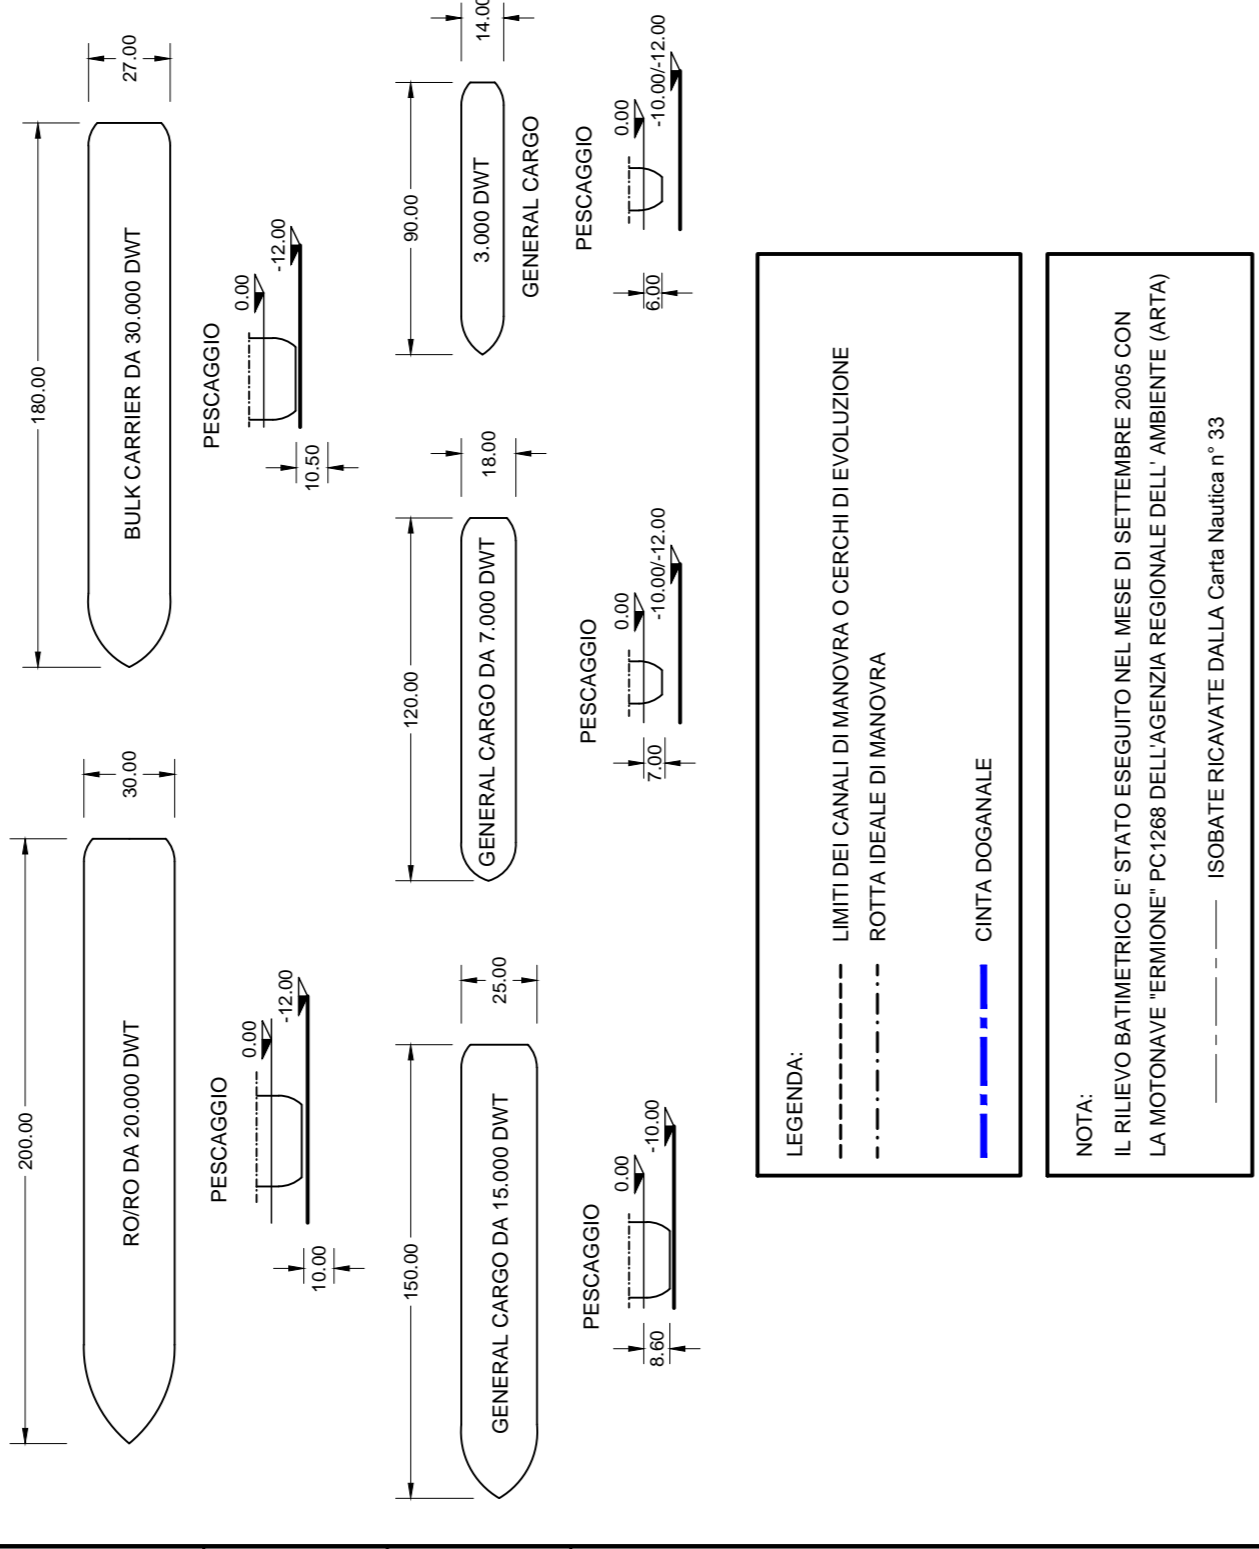 200.00
30.00
RO/RO DA 20.000 DWT
PESCAGGIO
0.00
-12.00
10.00
180.00
27.00
BULK CARRIER DA 30.000 DWT
PESCAGGIO
0.00
-12.00
10.50
150.00
25.00
GENERAL CARGO DA 15.000 DWT
PESCAGGIO
0.00
-10.00
8.60
120.00
18.00
GENERAL CARGO DA 7.000 DWT
PESCAGGIO
0.00
-10.00/-12.00
7.00
90.00
14.00
3.000 DWT
GENERAL CARGO
PESCAGGIO
0.00
-10.00/-12.00
6.00
LEGENDA:
LIMITI DEI CANALI DI MANOVRA O CERCHI DI EVOLUZIONE
ROTTA IDEALE DI MANOVRA
CINTA DOGANALE
NOTA:
IL RILIEVO BATIMETRICO E' STATO ESEGUITO NEL MESE DI SETTEMBRE 2005 CON
LA MOTONAVE "ERMIONE" PC1268 DELL'AGENZIA REGIONALE DELL' AMBIENTE (ARTA)
ISOBATE RICAVATE DALLA Carta Nautica n° 33